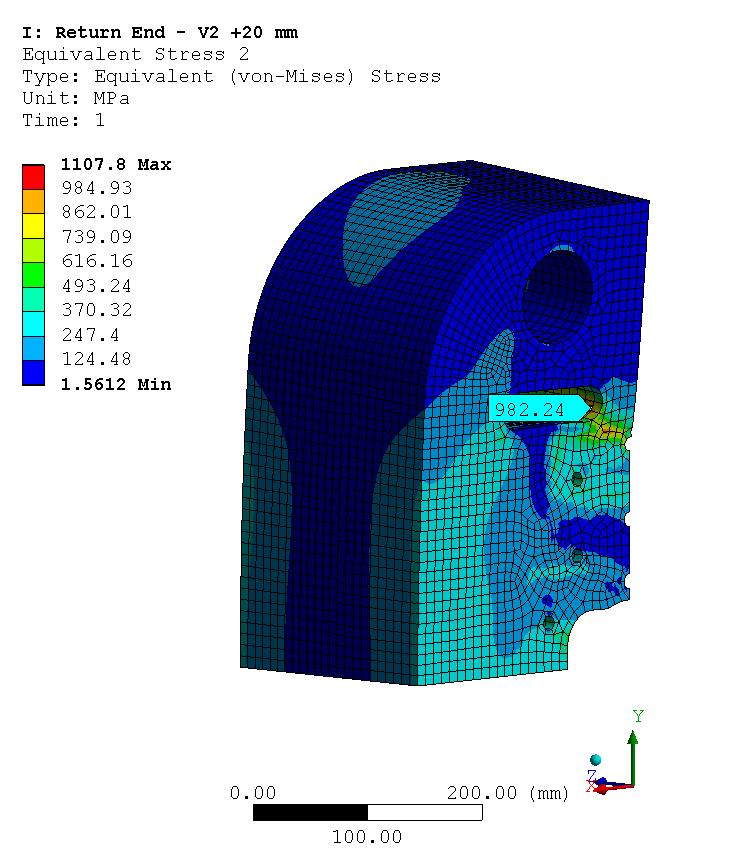 I: Return End - V2 +20 mm
Equivalent Stress 2
Type: Equivalent (von-Mises) Stress
Unit: MPa
Time: 1
1107.8 Max
984.93
862.01
739.09
616.16
493.24
370.32
247.4
124.48
1.5612 Min
982.24
Y
Z
X
0.00
200.00 (mm)
100.00